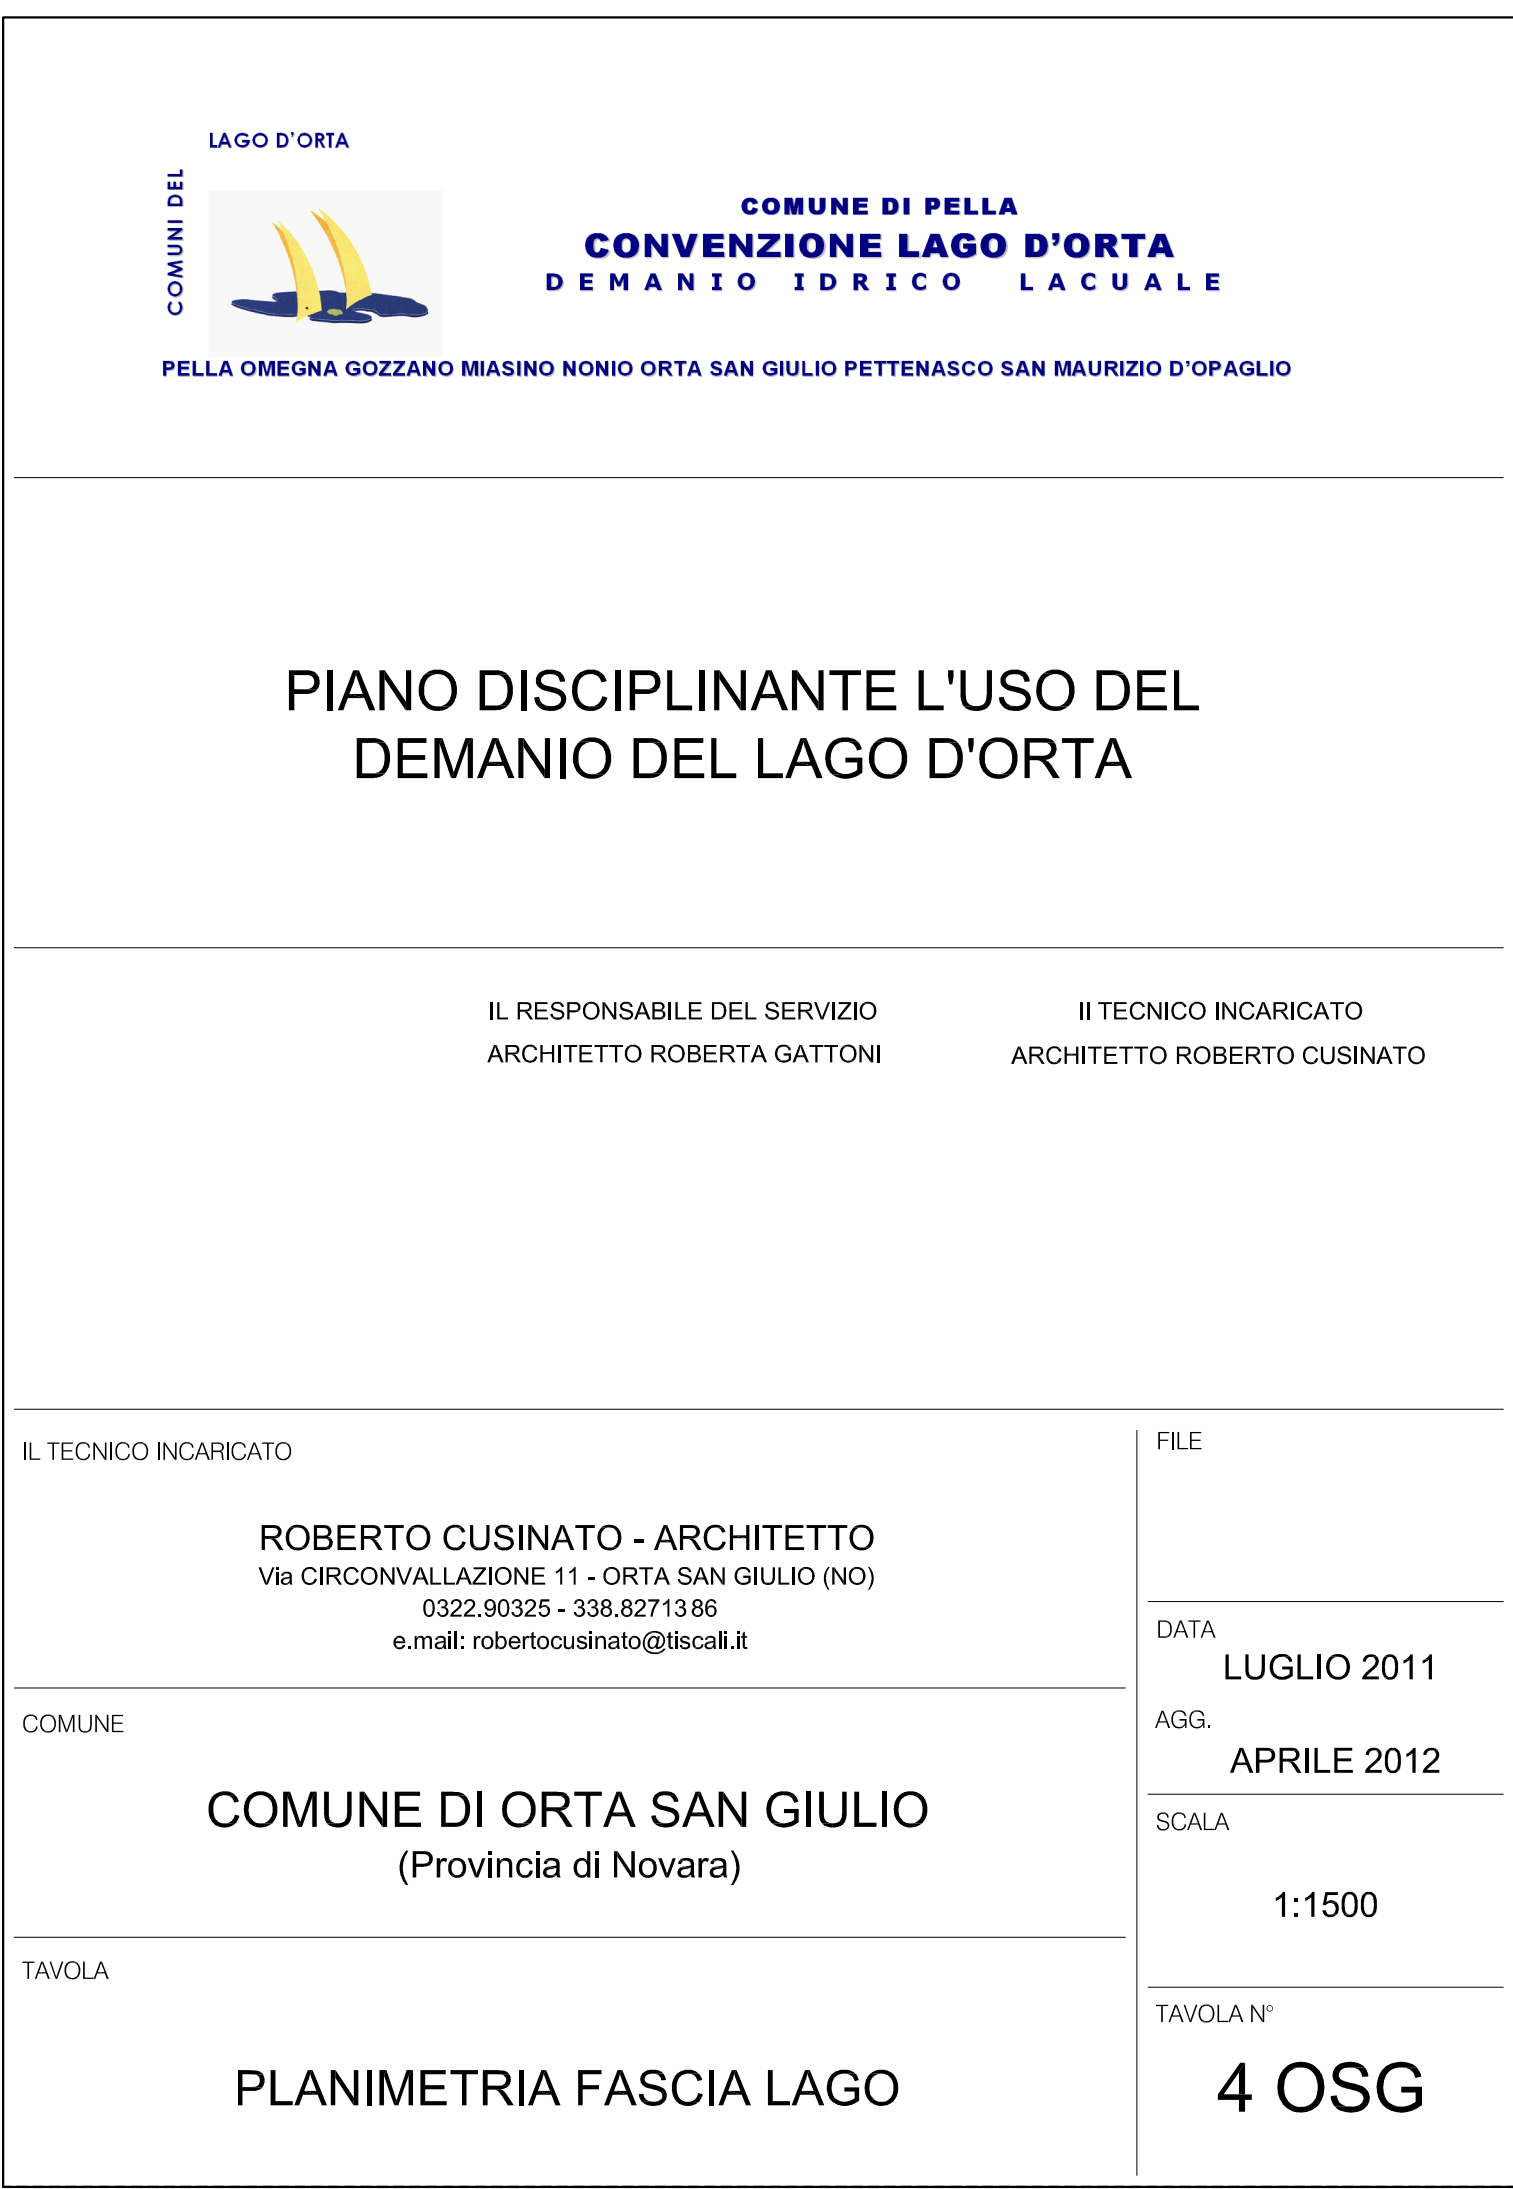 LAGO D'ORTA
COMUNI DEL
COMUNE DI PELLA
CONVENZIONE LAGO D'ORTA
DEMANIO IDRICO LACUALE
PELLA OMEGNA GOZZANO MIASINO NONIO ORTA SAN GIULIO PETTENASCO SAN MAURIZIO D'OPAGLIO
PIANO DISCIPLINANTE L'USO DEL
DEMANIO DEL LAGO D'ORTA
IL RESPONSABILE DEL SERVIZIO
ARCHITETTO ROBERTA GATTONI
Il TECNICO INCARICATO
ARCHITETTO ROBERTO CUSINATO
IL TECNICO INCARICATO
ROBERTO CUSINATO - ARCHITETTO
Via CIRCONVALLAZIONE 11 - ORTA SAN GIULIO (NO)
0322.90325 - 338.8271386
e.mail: robertocusinato@tiscali.it
COMUNE
COMUNE DI ORTA SAN GIULIO
(Provincia di Novara)
TAVOLA
PLANIMETRIA FASCIA LAGO
FILE
DATA
LUGLIO 2011
AGG.
APRILE 2012
SCALA
1:1500
TAVOLA N°
4 OSG